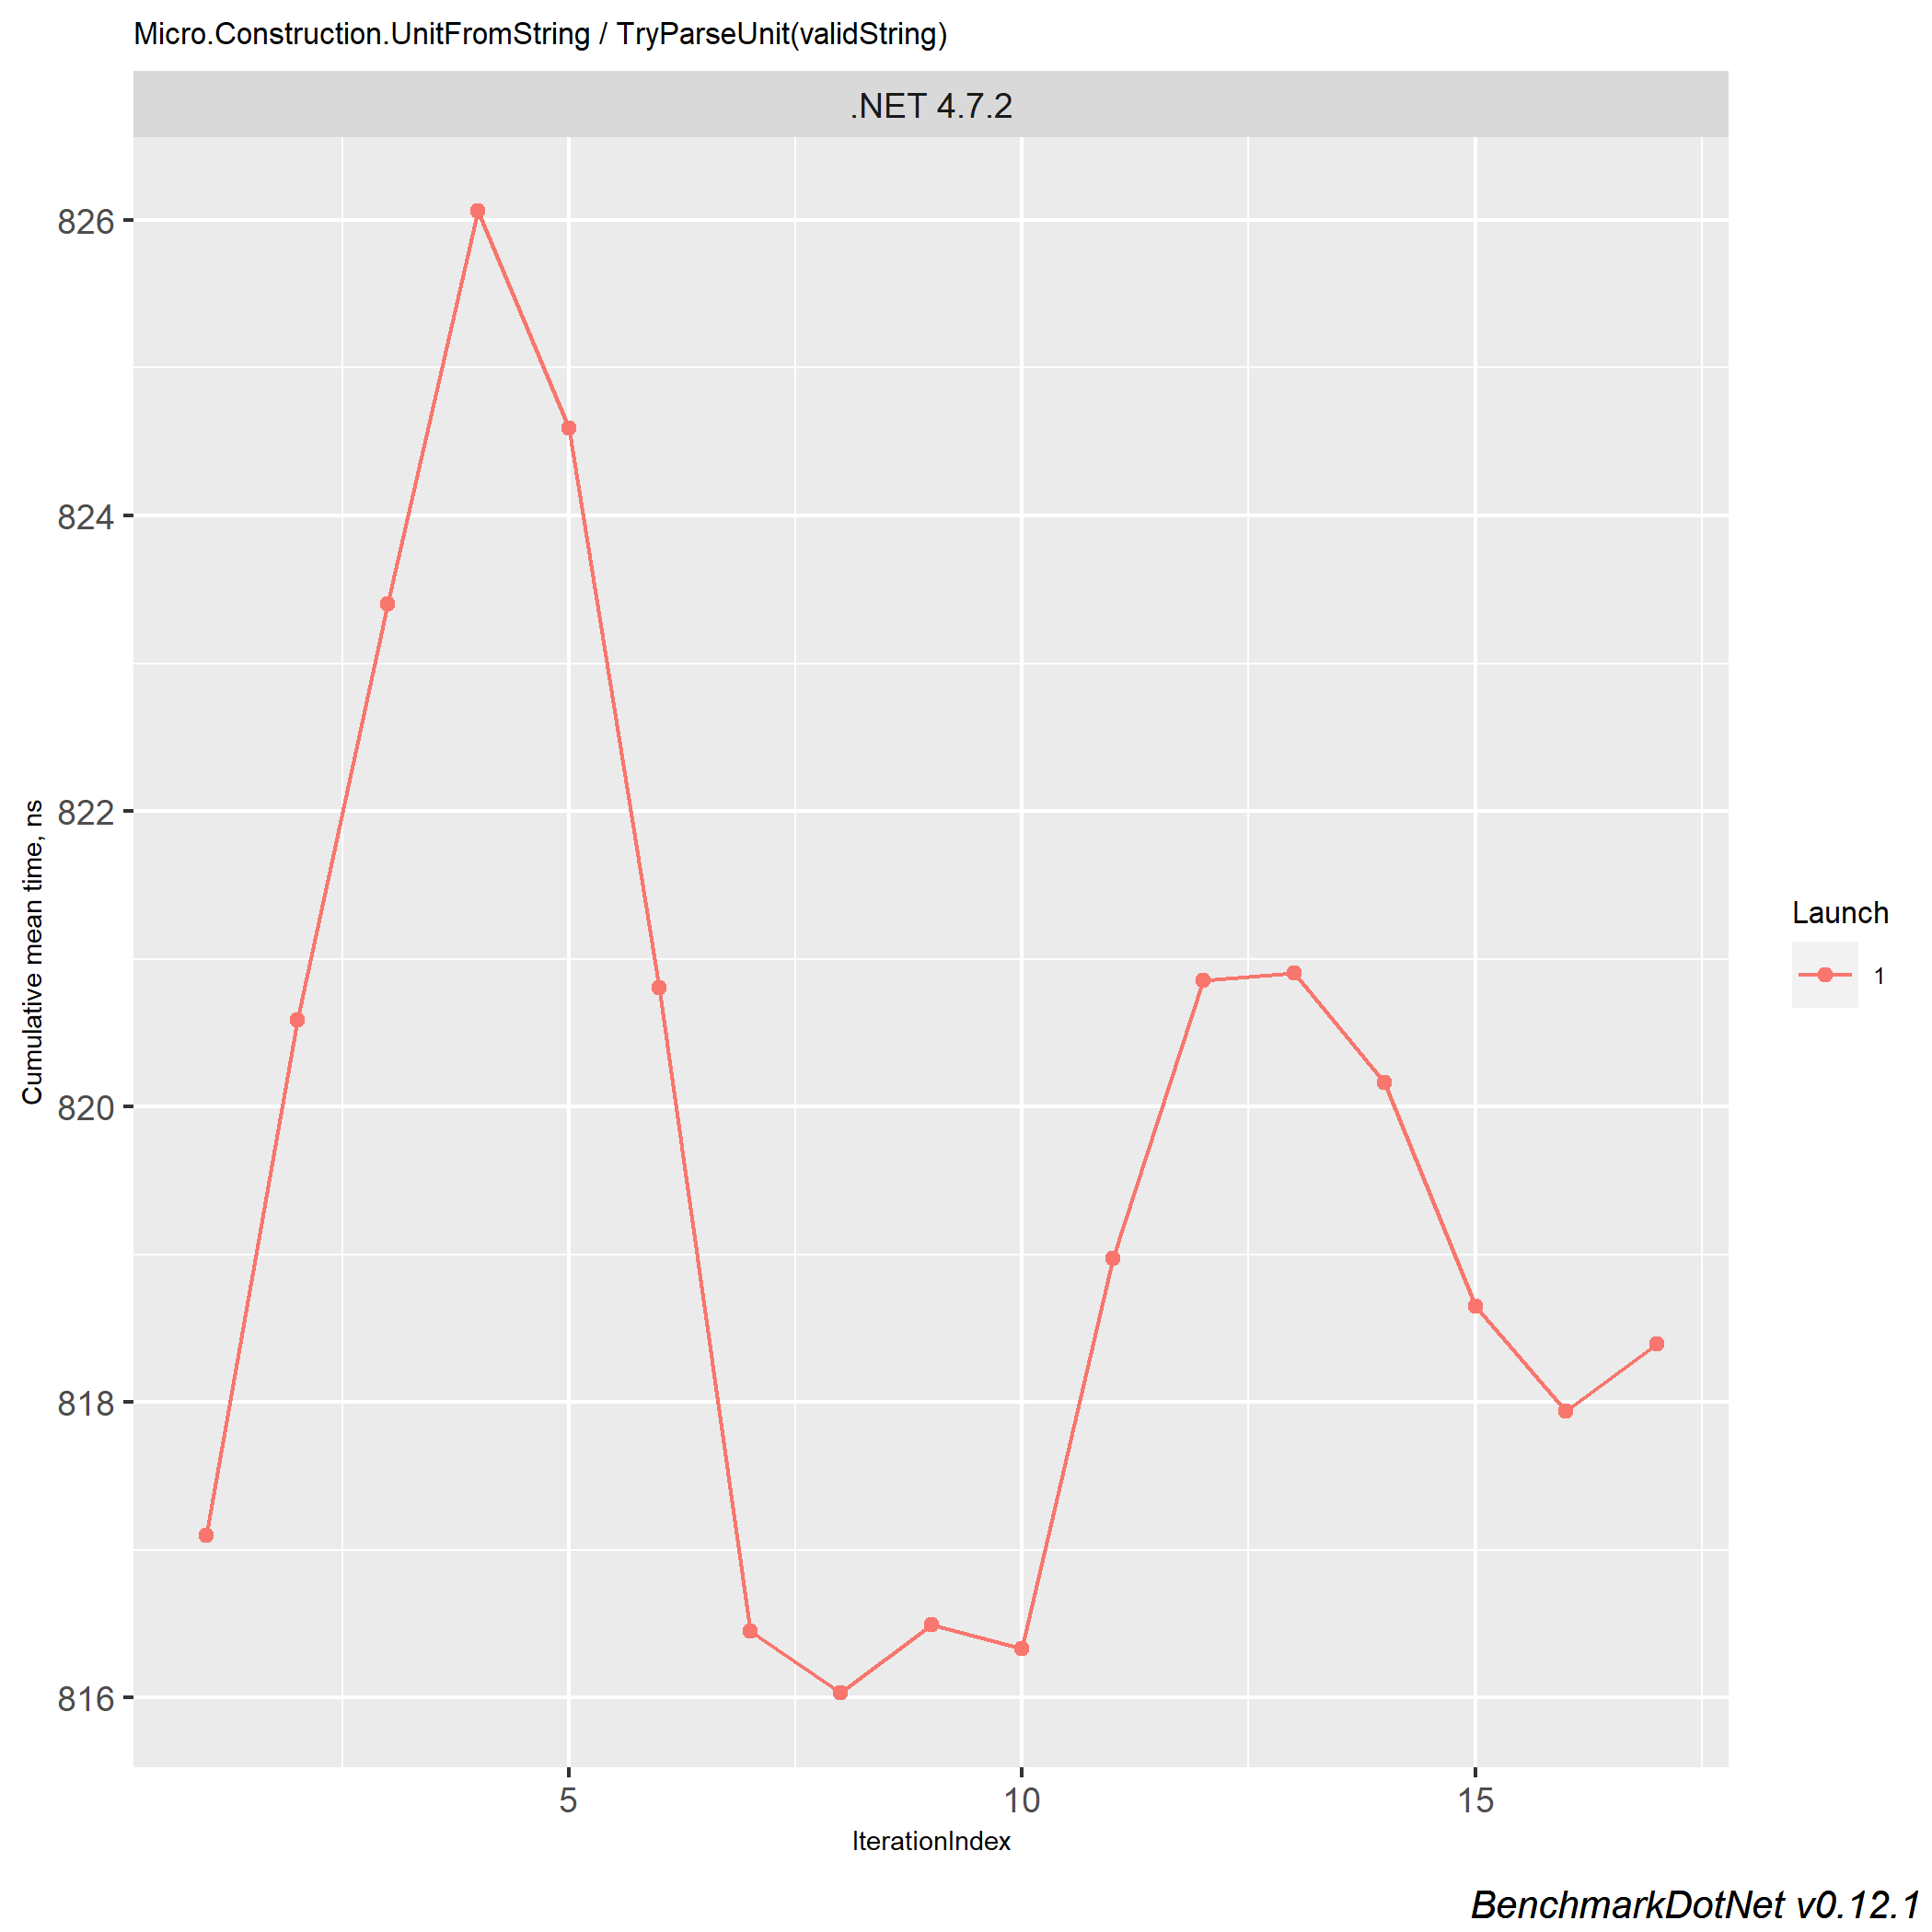 Micro.Construction.UnitFromString / TryParseUnit(validString)
.NET 4.7.2
826
824
822
820
818
816
Cumulative mean time, ns
5
10
15
IterationIndex
Launch
1
BenchmarkDotNet v0.12.1